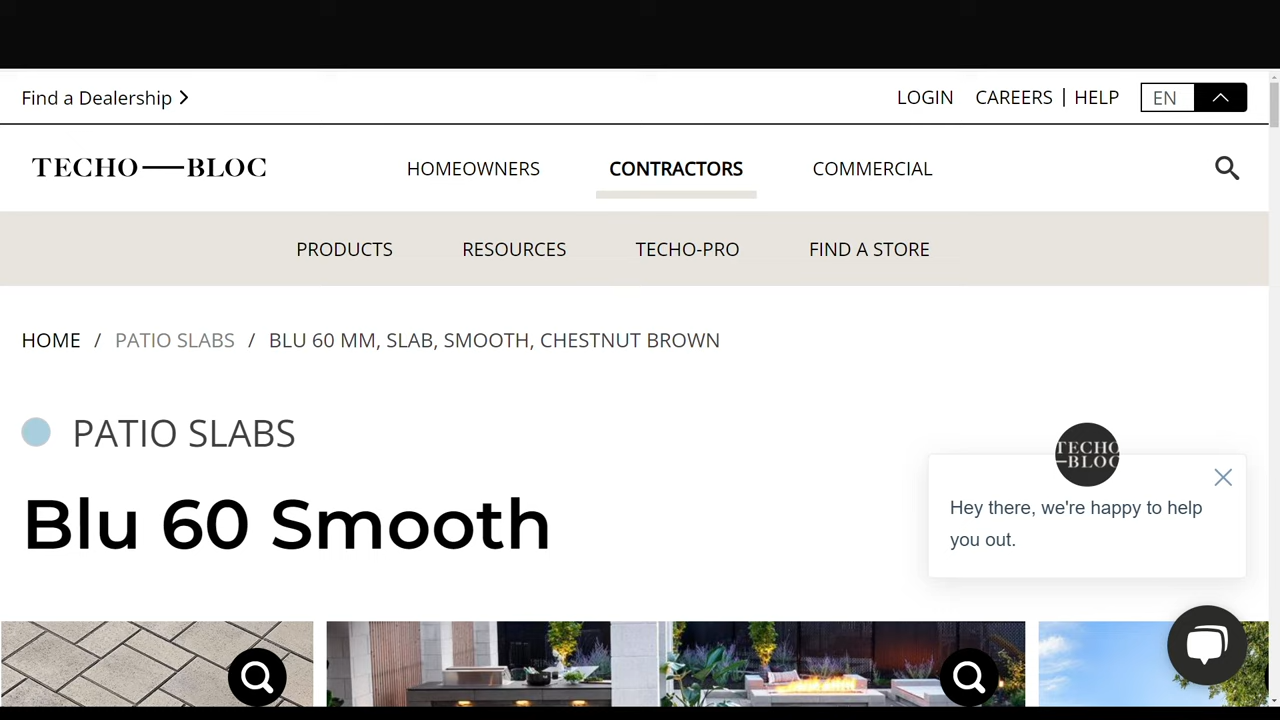 Find a Dealership
LOGIN CAREERS | HELP EN
TECHO—BLOC HOMEOWNERS CONTRACTORS COMMERCIAL
PRODUCTS RESOURCES TECHO-PRO FIND A STORE
HOME / PATIO SLABS / BLU 60 MM, SLAB, SMOOTH, CHESTNUT BROWN
PATIO SLABS
Blu 60 Smooth
TECHO
—BLOC
Hey there, we're happy to help
you out.